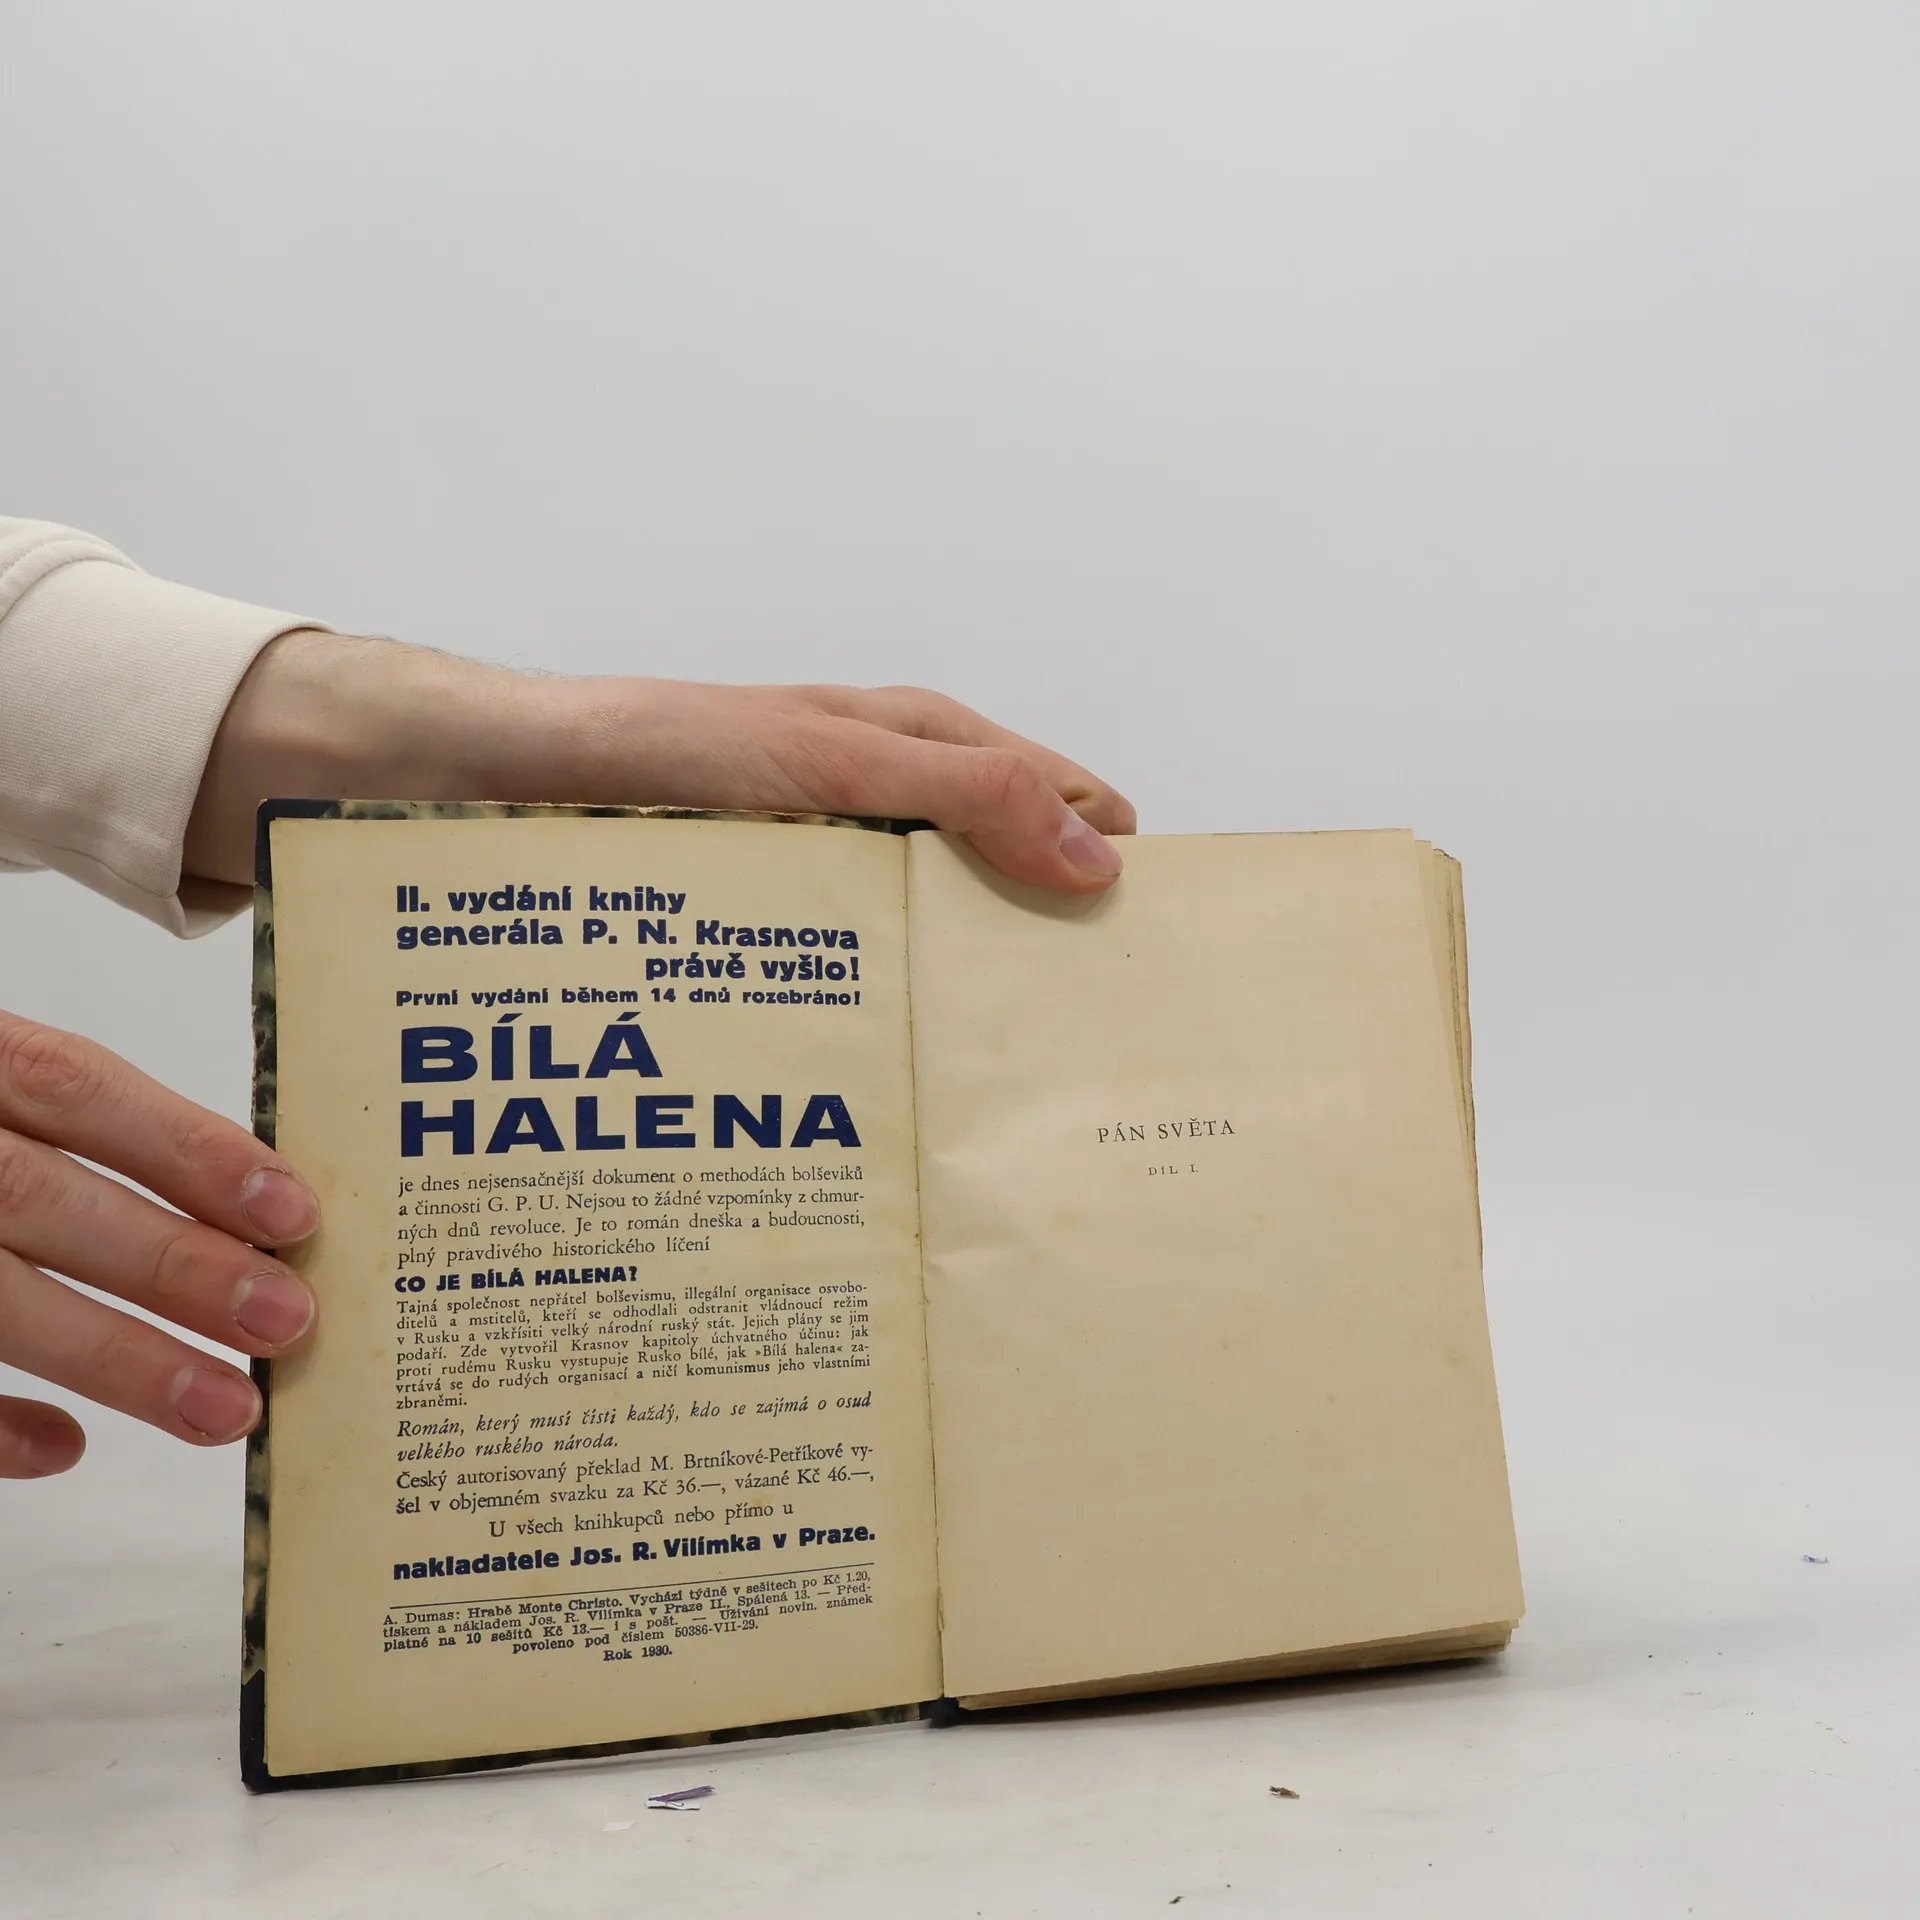 II. vydání knihy
generála P. N. Krasnova
právě vyšlo!
První vydání během 14 dnů rozebráno!
BÍLÁ
HALENA
je dnes nejsensačnější dokument o methodách bolševiků
a činnosti G. P. U. Nejsou to žádné vzpomínky z chmur-
ných dnů revoluce. Je to román dneška a budoucnosti,
plný pravdivého historického líčení
CO JE BÍLÁ HALENA?
Tajná společnost nepřátel bolševismu, illegální organisace osvobo-
ditelů a mstitelů, kteří se odhodlali odstranit vládnoucí režim
v Rusku a vzkřísiti velký národní ruský stát. Jejich plány se jim
podaří. Zde vytvořil Krasnov kapitoly úchvatného účinu: jak
proti rudému Rusku vystupuje Rusko bílé, jak »Bílá halena« za-
vrtává se do rudých organisací a ničí komunismus jeho vlastními
zbraněmi.
Román, který musí čísti každý, kdo se zajímá o osud
velkého ruského národa.
Český autorisovaný překlad M. Brtníkové-Petříkové vy-
šel v objemném svazku za Kč 36.—, vázané Kč 46.—,
U všech knihkupců nebo přímo u
nakladatele Jos. R. Vilímka v Praze.
A. Dumas: Hrabě Monte Christo. Vychází týdně v sešitech po Kč 1.20,
tiskem a nákladem Jos. R. Vilímka v Praze II., Spálená 13. — Před-
platné na 10 sešitů Kč 13.— i s pošt. — Užívání novin. známek
povoleno pod číslem 50386-VII-29.
Rok 1930.
PÁN SVĚTA
DÍL I.